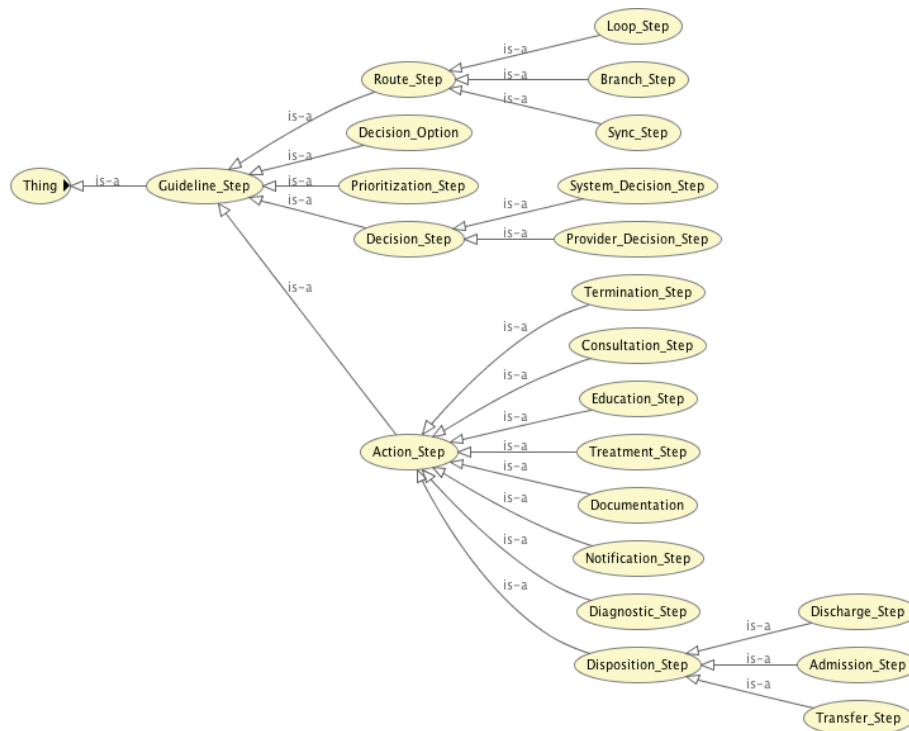 Loop_Step
is-a
Route_Step
is-a
Branch_Step
is-a
is-a
Decision_Option
Sync_Step
is-a
Thing
is-a
Guideline_Step
is-a
Prioritization_Step
System_Decision_Step
is-a
is-a
Decision_Step
is-a
Provider_Decision_Step
is-a
Termination_Step
is-a
Consultation_Step
is-a
Education_Step
is-a
Action_Step
is-a
Treatment_Step
is-a
Documentation
is-a
Notification_Step
is-a
Diagnostic_Step
Discharge_Step
is-a
is-a
Disposition_Step
is-a
Admission_Step
is-a
Transfer_Step